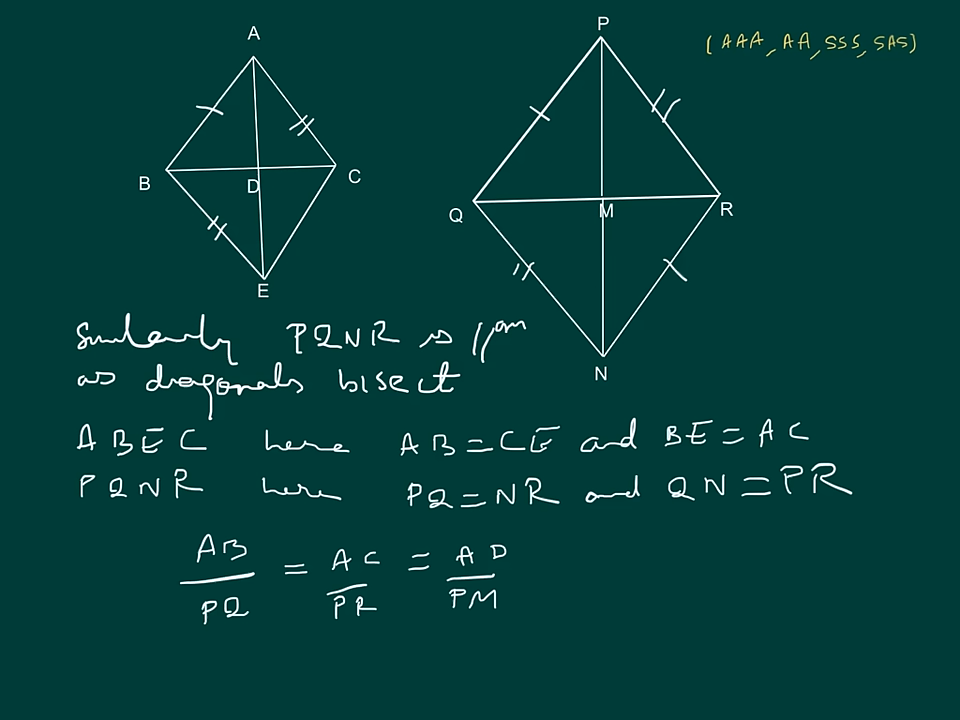 A
P
(AAA, AA, SSS, SAS)
B
D
C
Q
M
R
E
N
PQNR is ||gm
as diagonals bisect
ABEC here AB=CE and BE=AC
PQNR here PQ=NR and QN=PR
AB/PQ = AC/PR = AD/PM